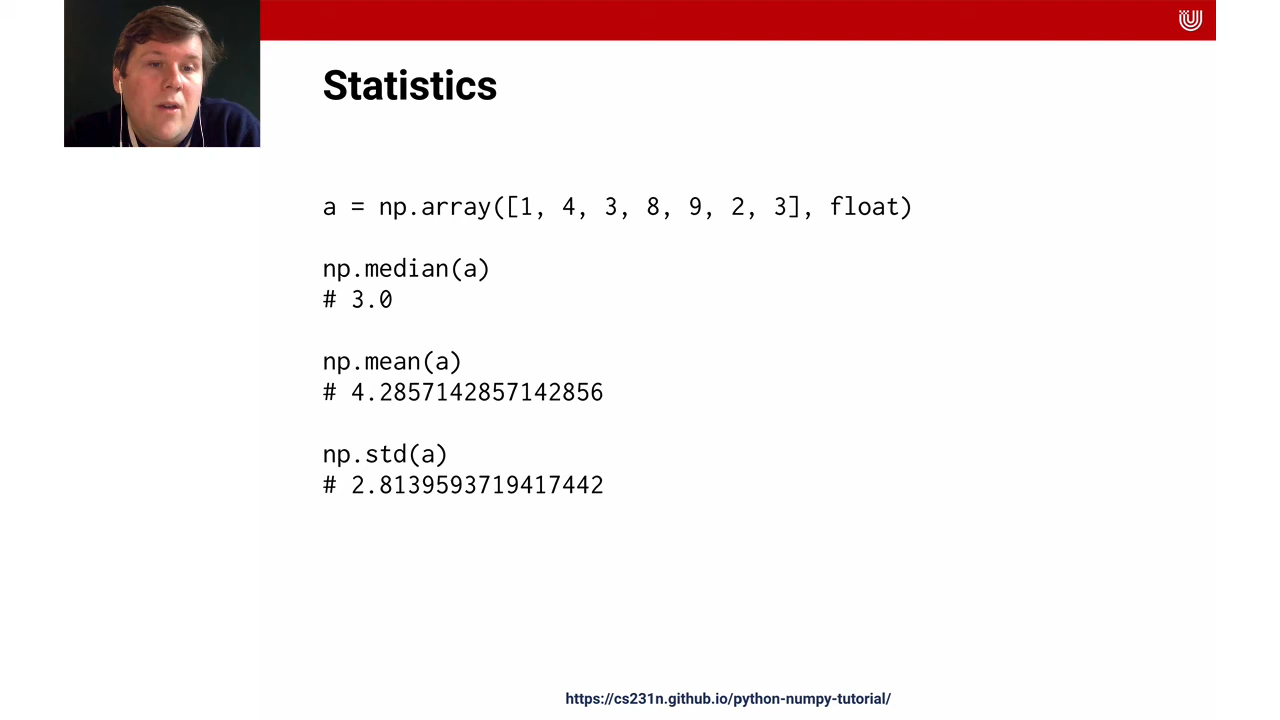 Statistics
a = np.array([1, 4, 3, 8, 9, 2, 3], float)
np.median(a)
# 3.0
np.mean(a)
# 4.2857142857142856
np.std(a)
# 2.8139593719417442
https://cs231n.github.io/python-numpy-tutorial/